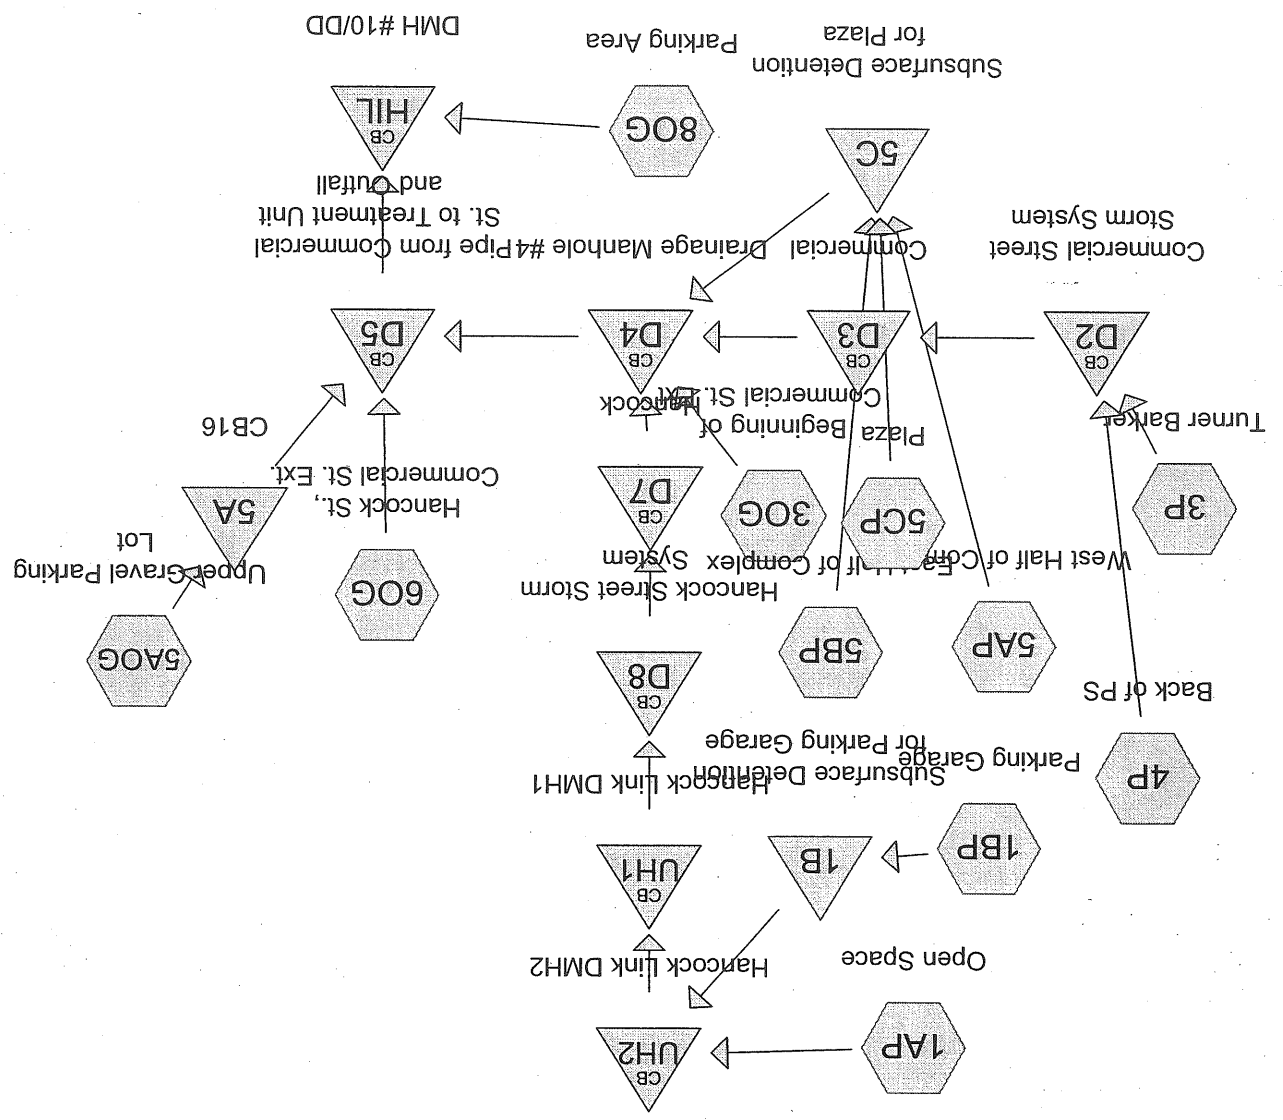 CB
UH2
1AP
Open Space
Hancock Link DMH2
1BP
1B
CB
UH1
4P
Parking Garage
Subsurface Detention
for Parking Garage
Hancock Link DMH1
Back of PS
CB
D8
5AP
5BP
5AOG
6OG
Hancock Street Storm
System
West Half of
Half of Complex
Upper Gravel Parking
Lot
3P
5CP
3OG
CB
D7
5A
Hancock St.,
Commercial St. Ext.
Turner Barker
Plaza
Beginning of
Commercial St. Ext
Hancock
CB16
CB
D2
CB
D3
CB
D4
CB
D5
Commercial Street
Storm System
Commercial
Drainage Manhole #4
Pipe from Commercial
St. to Treatment Unit
and Outfall
5C
8OG
CB
HIL
Subsurface Detention
for Plaza
Parking Area
DMH #10/DD